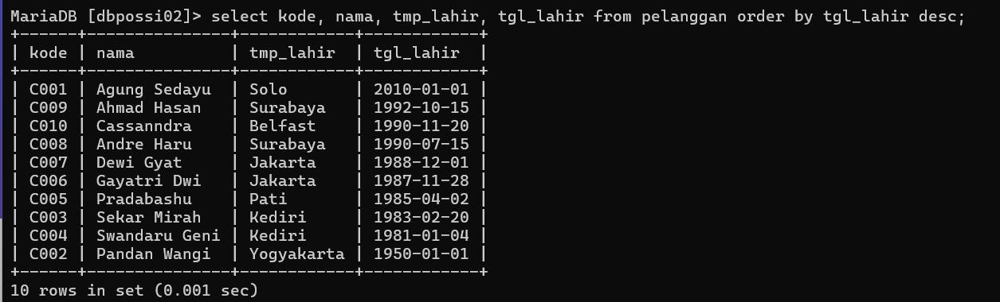 MariaDB [dbpossi02]> select kode, nama, tmp_lahir, tgl_lahir from pelanggan order by tgl_lahir desc;
+------+---------------+------------+------------+
| kode | nama          | tmp_lahir  | tgl_lahir  |
+------+---------------+------------+------------+
| C001 | Agung Sedayu  | Solo       | 2010-01-01 |
| C009 | Ahmad Hasan   | Surabaya   | 1992-10-15 |
| C010 | Cassanndra    | Belfast    | 1990-11-20 |
| C008 | Andre Haru    | Surabaya   | 1990-07-15 |
| C007 | Dewi Gyat     | Jakarta    | 1988-12-01 |
| C006 | Gayatri Dwi   | Jakarta    | 1987-11-28 |
| C005 | Pradabashu    | Pati       | 1985-04-02 |
| C003 | Sekar Mirah   | Kediri     | 1983-02-20 |
| C004 | Swandaru Geni | Kediri     | 1981-01-04 |
| C002 | Pandan Wangi  | Yogyakarta | 1950-01-01 |
+------+---------------+------------+------------+
10 rows in set (0.001 sec)